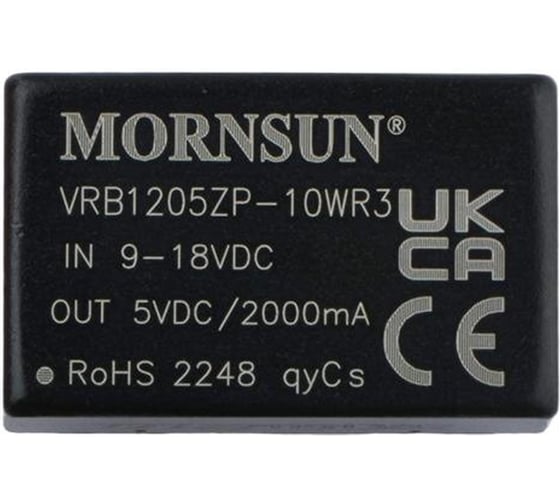 MORNSUN®
VRB1205ZP-10WR3
UK
CA
IN 9-18VDC
OUT 5VDC/2000mA
CE
RoHS 2248 qyCs